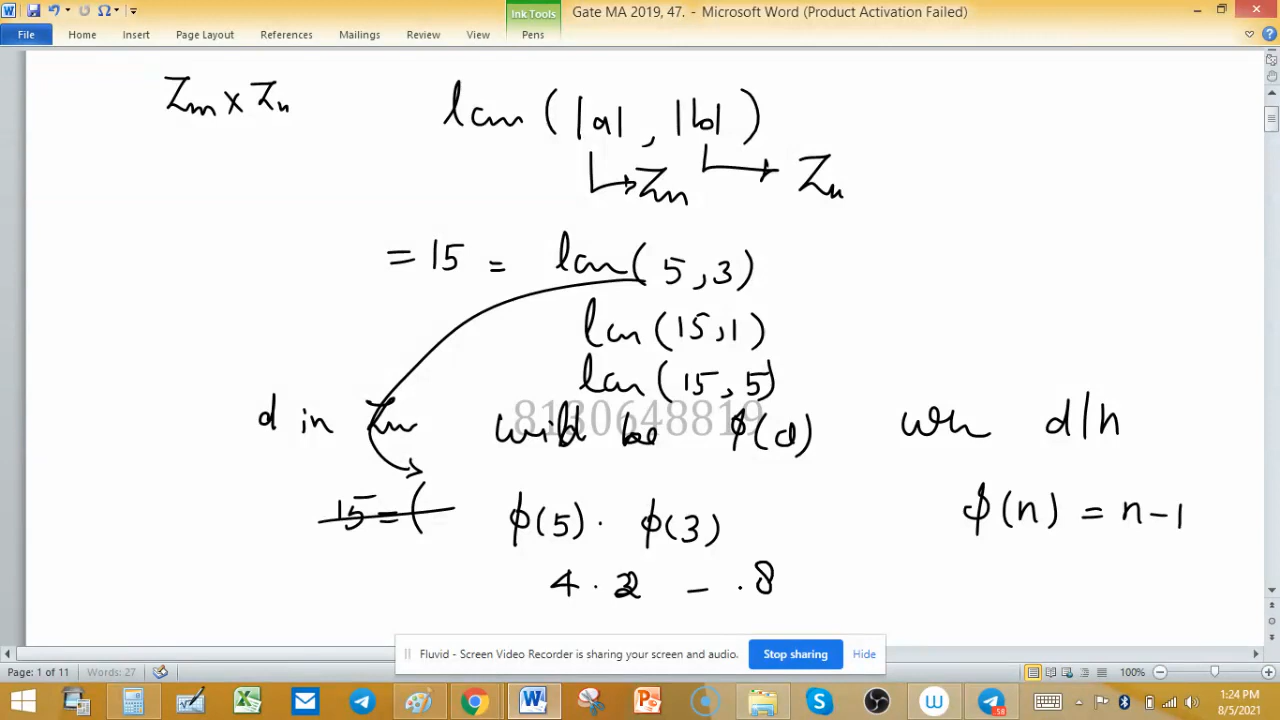 Gate MA 2019, 47. - Microsoft Word (Product Activation Failed)
Ink Tools
File Home Insert Page Layout References Mailings Review View Pens
Zm x Zn
lcm ( |a| , |b| )
Zm Zn
= 15 = lcm( 5,3)
lcm (15,1)
lcm (15,5)
8130648819
d in Zn will be φ(d) when d/n
15 = ( φ(5) · φ(3) φ(n) = n-1
4 · 2 - · 8
Fluvid - Screen Video Recorder is sharing your screen and audio. Stop sharing Hide
Page: 1 of 11 Words: 27 100%
1:24 PM
8/5/2021